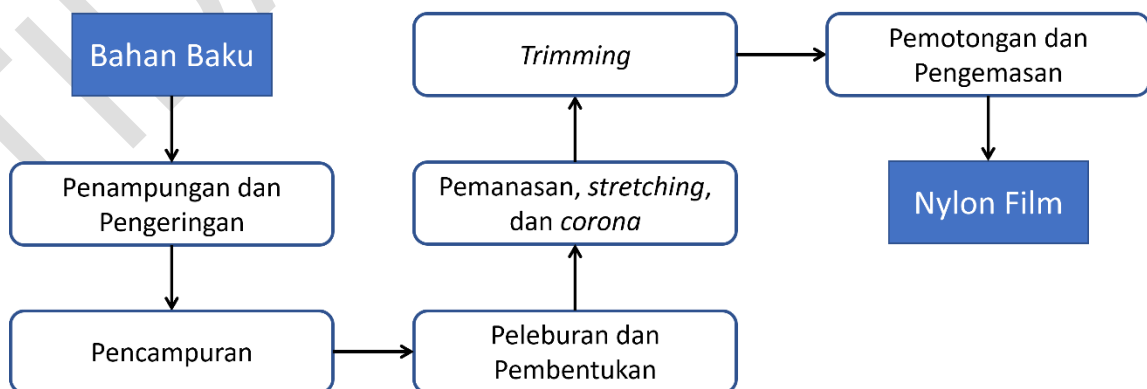 Bahan Baku
Penampungan dan
Pengeringan
Pencampuran
Peleburan dan
Pembentukan
Pemanasan, stretching,
dan corona
Trimming
Pemotongan dan
Pengemasan
Nylon Film